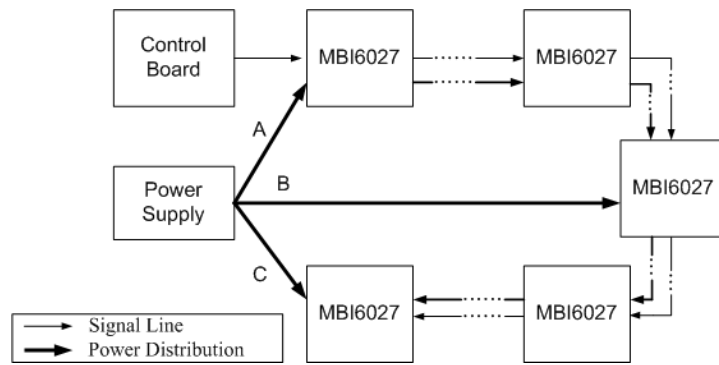 Control
Board
MBI6027
MBI6027
A
MBI6027
Power
Supply
B
C
MBI6027
MBI6027
Signal Line
Power Distribution